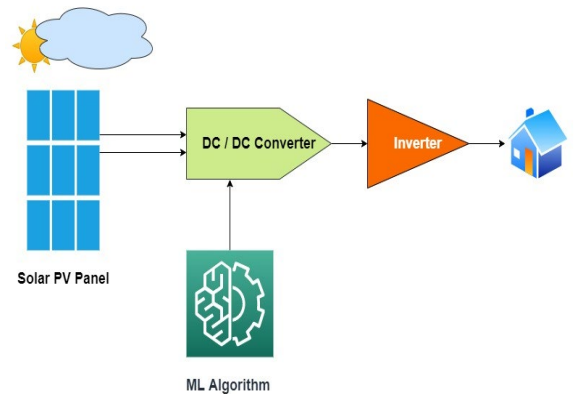 DC / DC Converter
Inverter
Solar PV Panel
ML Algorithm